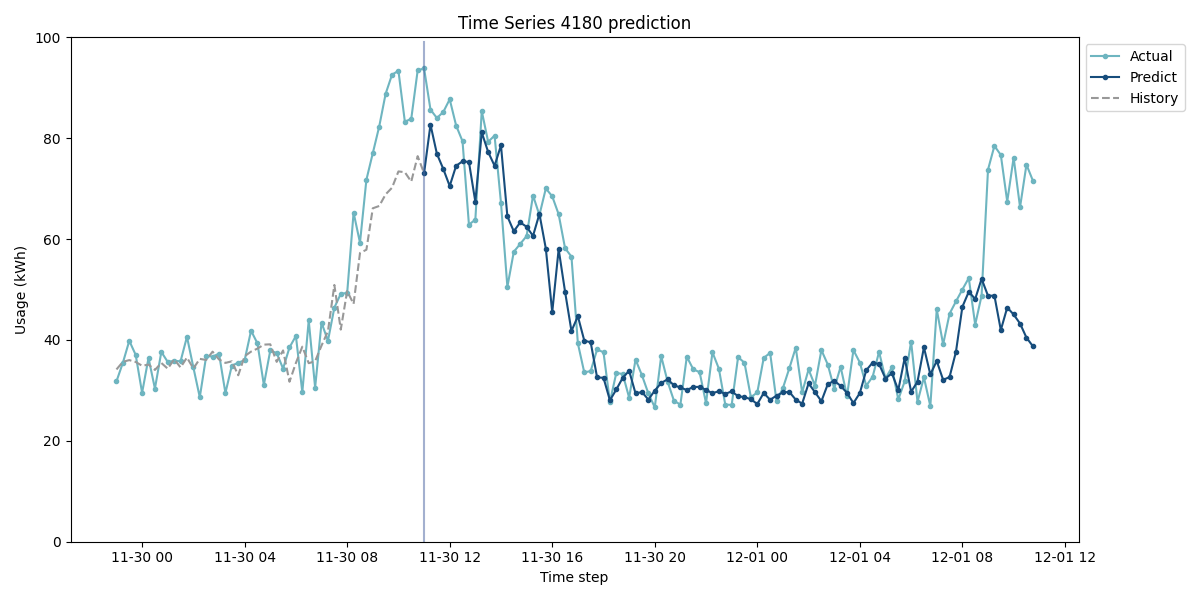 Time Series 4180 prediction
Actual
Predict
History
Usage (kWh)
100
80
60
40
20
0
11-30 00
11-30 04
11-30 08
11-30 12
11-30 16
11-30 20
12-01 00
12-01 04
12-01 08
12-01 12
Time step